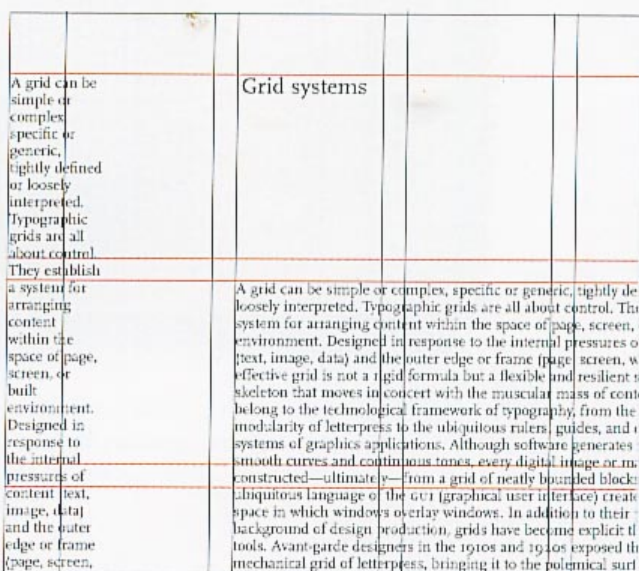 A grid can be
simple or
complex
specific or
generic,
tightly defined
or loosely
interpreted.
Typographic
grids are all
about control.
They establish
a system for
arranging
content
within the
space of page,
screen, or
built
environment.
Designed in
response to
the internal
pressures of
content text,
image, data)
and the outer
edge or frame
(page, screen,
Grid systems
A grid can be simple or complex, specific or generic, tightly de
loosely interpreted. Typographic grids are all about control. Th
system for arranging content within the space of page, screen,
environment. Designed in response to the internal pressures o
(text, image, data) and the outer edge or frame (page screen, w
effective grid is not a rigid formula but a flexible and resilient s
skeleton that moves in concert with the muscular mass of cont
belong to the technological framework of typography, from the
modularity of letterpress to the ubiquitous rulers, guides, and
systems of graphics applications. Although software generates
smooth curves and continuous tones, every digital image or m
constructed—ultimately—from a grid of neatly bounded blocks
ubiquitous language of the GUI (graphical user interface) create
space in which windows overlay windows. In addition to their
background of design production, grids have become explicit th
tools. Avant-garde designers in the 1910s and 1920s exposed th
mechanical grid of letterpress, bringing it to the polemical surf